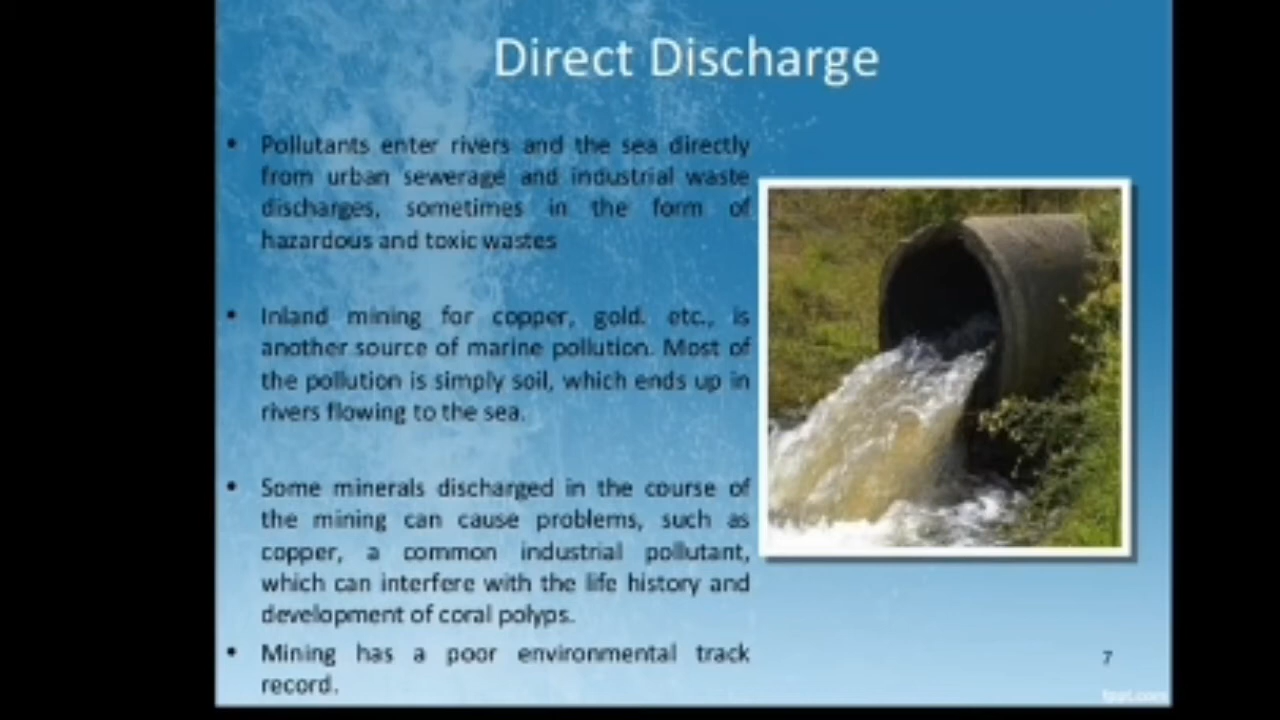 Direct Discharge
• Pollutants enter rivers and the sea directly
from urban sewerage and industrial waste
discharges, sometimes in the form of
hazardous and toxic wastes
• Inland mining for copper, gold. etc., is
another source of marine pollution. Most of
the pollution is simply soil, which ends up in
rivers flowing to the sea.
• Some minerals discharged in the course of
the mining can cause problems, such as
copper, a common industrial pollutant,
which can interfere with the life history and
development of coral polyps.
• Mining has a poor environmental track
record.
7